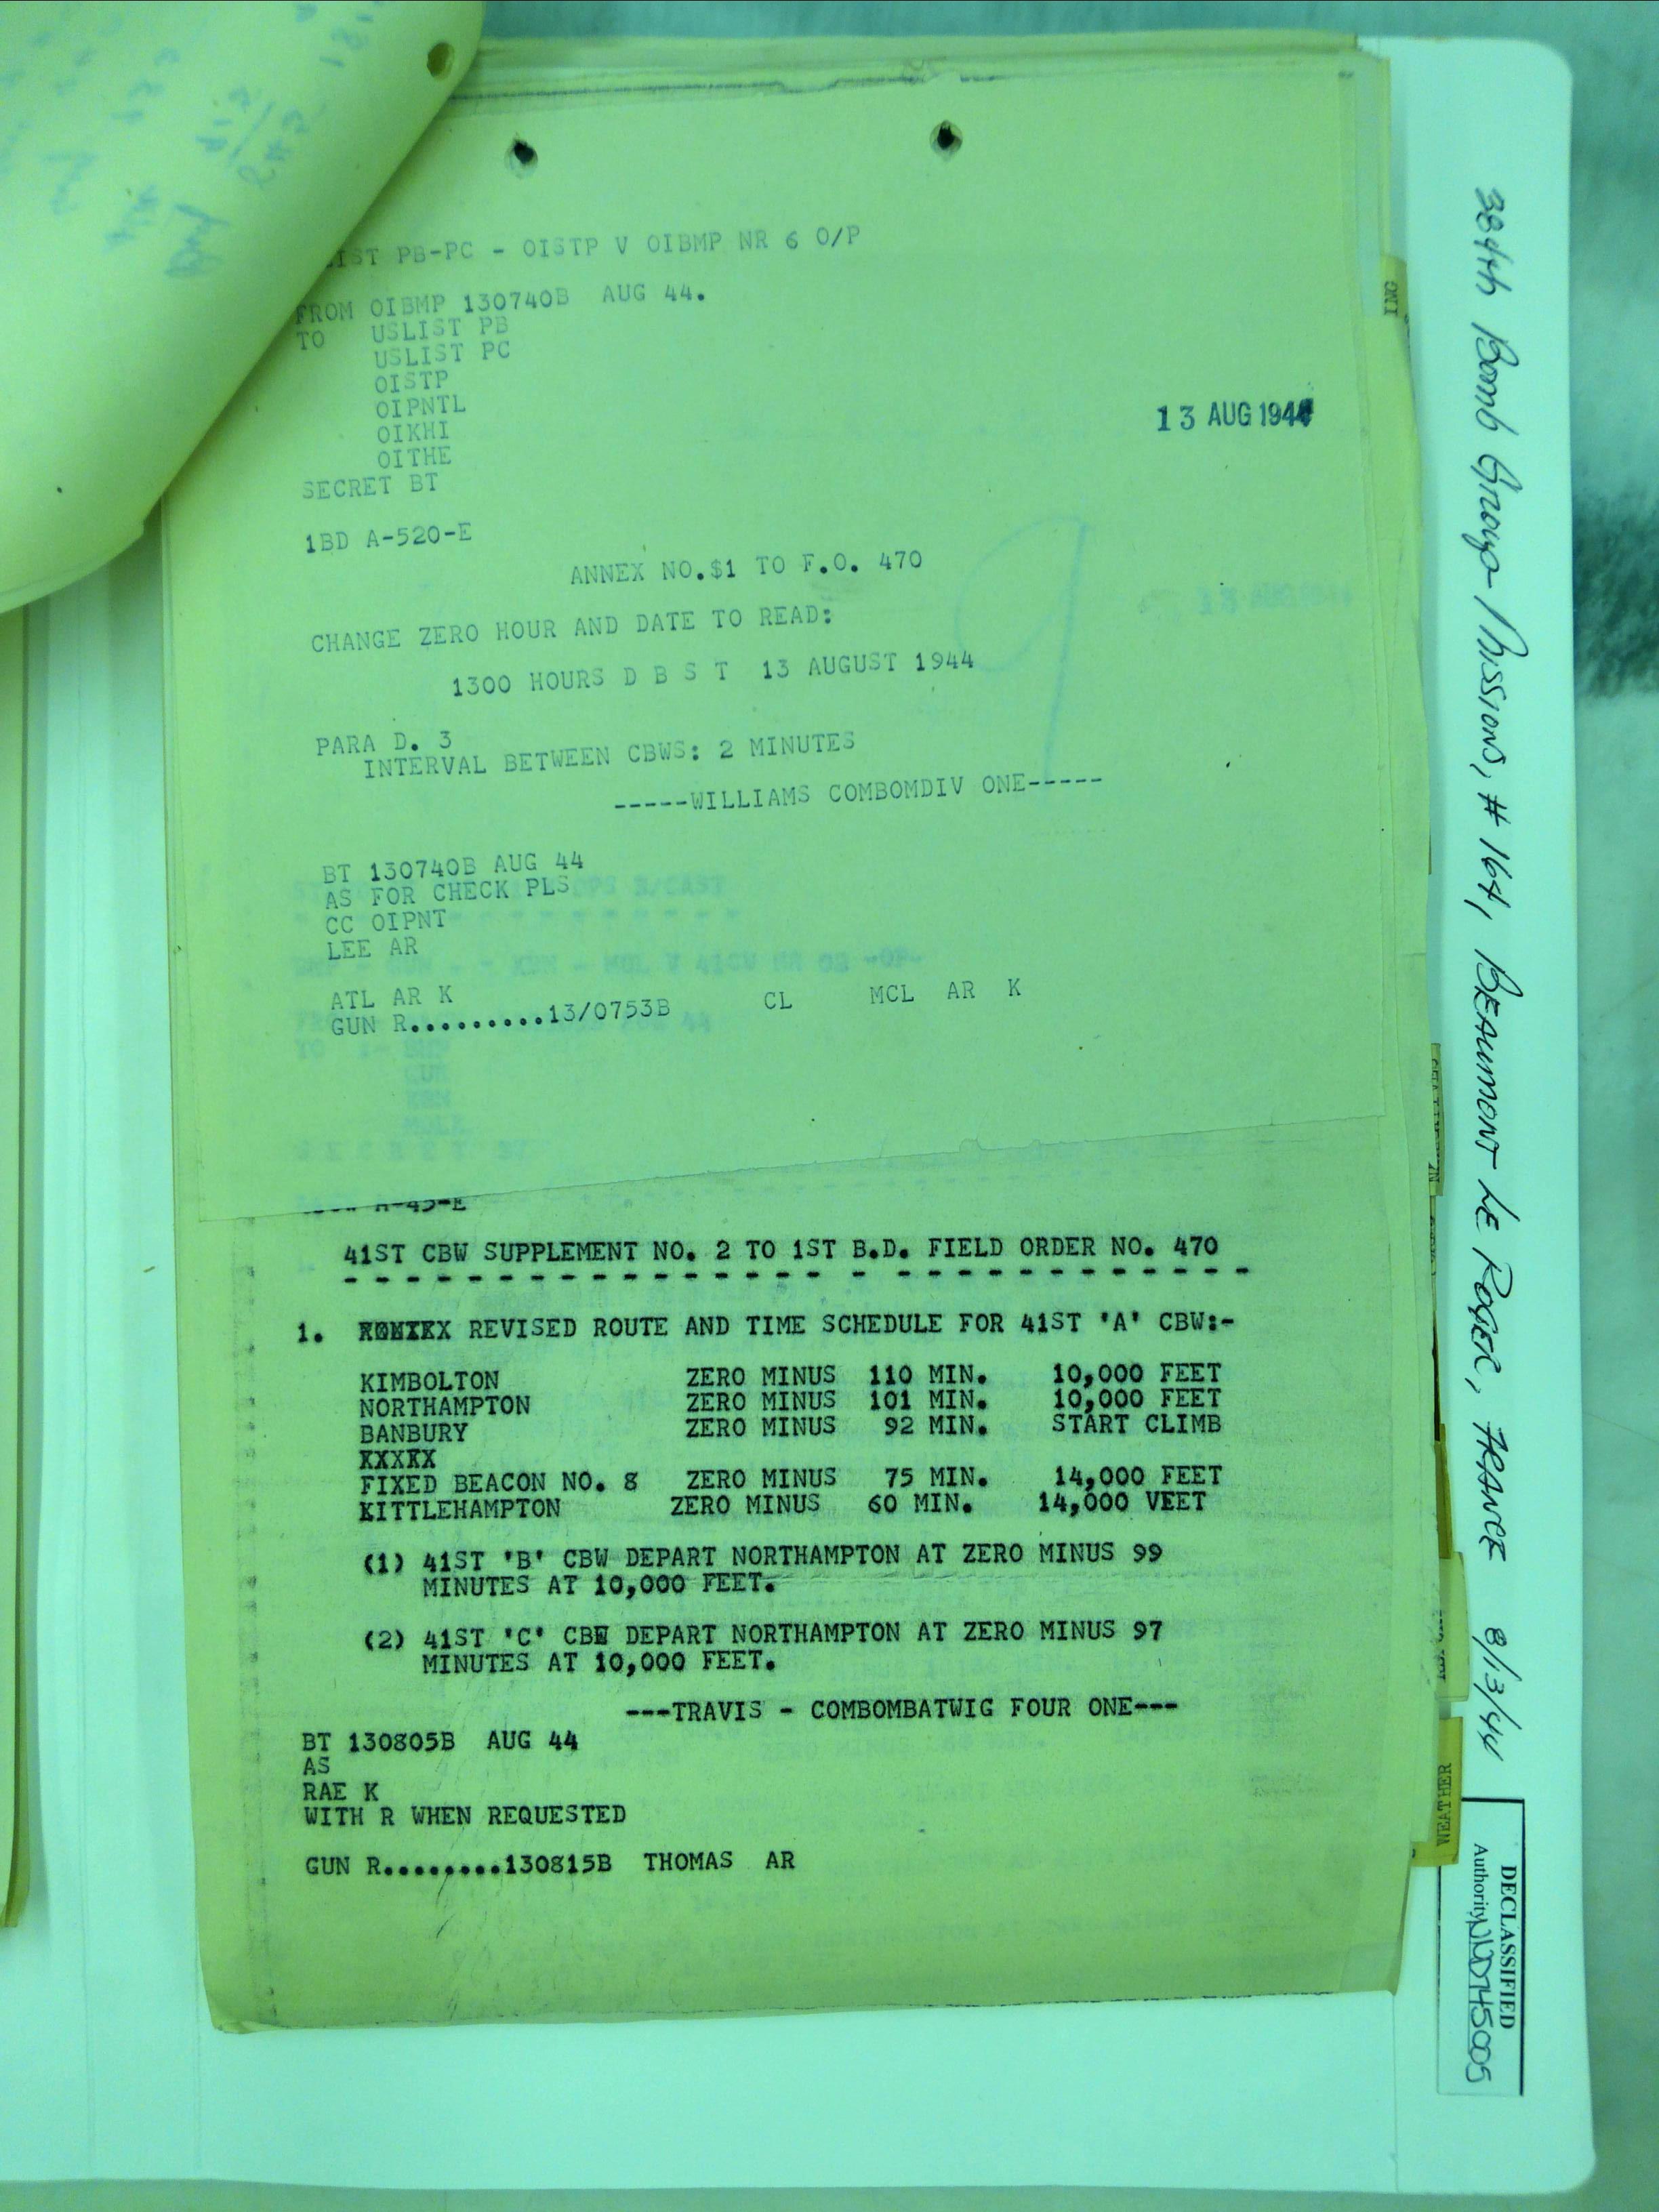 IST PB-PC - OISTP V OIBMP NR 6 O/P
FROM OIBMP 130740B AUG 44.
TO USLIST PB
USLIST PC
OISTP
OIPNTL
OIKHI
OITHE
SECRET BT
13 AUG 1944
1BD A-520-E
ANNEX NO.$1 TO F.O. 470
CHANGE ZERO HOUR AND DATE TO READ:
1300 HOURS D B S T 13 AUGUST 1944
PARA D. 3
INTERVAL BETWEEN CBWS: 2 MINUTES
-----WILLIAMS COMBOMDIV ONE-----
BT 130740B AUG 44
AS FOR CHECK PLS
CC OIPNT
LEE AR
ATL AR K
GUN R.........13/0753B CL MCL AR K
A-45-E
41ST CBW SUPPLEMENT NO. 2 TO 1ST B.D. FIELD ORDER NO. 470
- - - - - - - - - - - - - - - - - - - - - - - - - - - - -
1. REVISED ROUTE AND TIME SCHEDULE FOR 41ST 'A' CBW:-
KIMBOLTON ZERO MINUS 110 MIN. 10,000 FEET
NORTHAMPTON ZERO MINUS 101 MIN. 10,000 FEET
BANBURY ZERO MINUS 92 MIN. START CLIMB
XXXXX
FIXED BEACON NO. 8 ZERO MINUS 75 MIN. 14,000 FEET
KITTLEHAMPTON ZERO MINUS 60 MIN. 14,000 VEET
(1) 41ST 'B' CBW DEPART NORTHAMPTON AT ZERO MINUS 99
MINUTES AT 10,000 FEET.
(2) 41ST 'C' CBW DEPART NORTHAMPTON AT ZERO MINUS 97
MINUTES AT 10,000 FEET.
---TRAVIS - COMBOMBATWIG FOUR ONE---
BT 130805B AUG 44
AS
RAE K
WITH R WHEN REQUESTED
GUN R........130815B THOMAS AR
384th Bomb Group Missions, # 164, BEAUMONT LE ROGER, FRANCE 8/13/44
ING
WEATHER
DECLASSIFIED
Authority NND745005